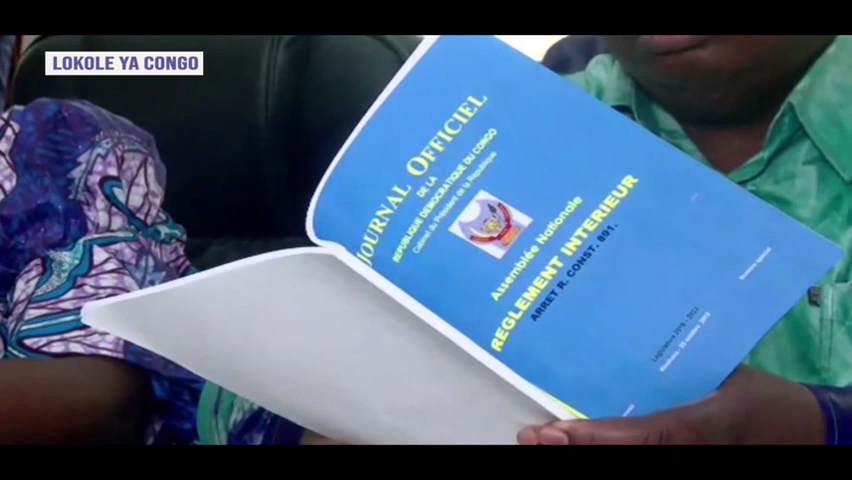 LOKOLE YA CONGO
JOURNAL OFFICIEL
DE LA
REPUBLIQUE DEMOCRATIQUE DU CONGO
Cabinet du Président de la République
Assemblée Nationale
REGLEMENT INTERIEUR
ARRET R. CONST. 891.